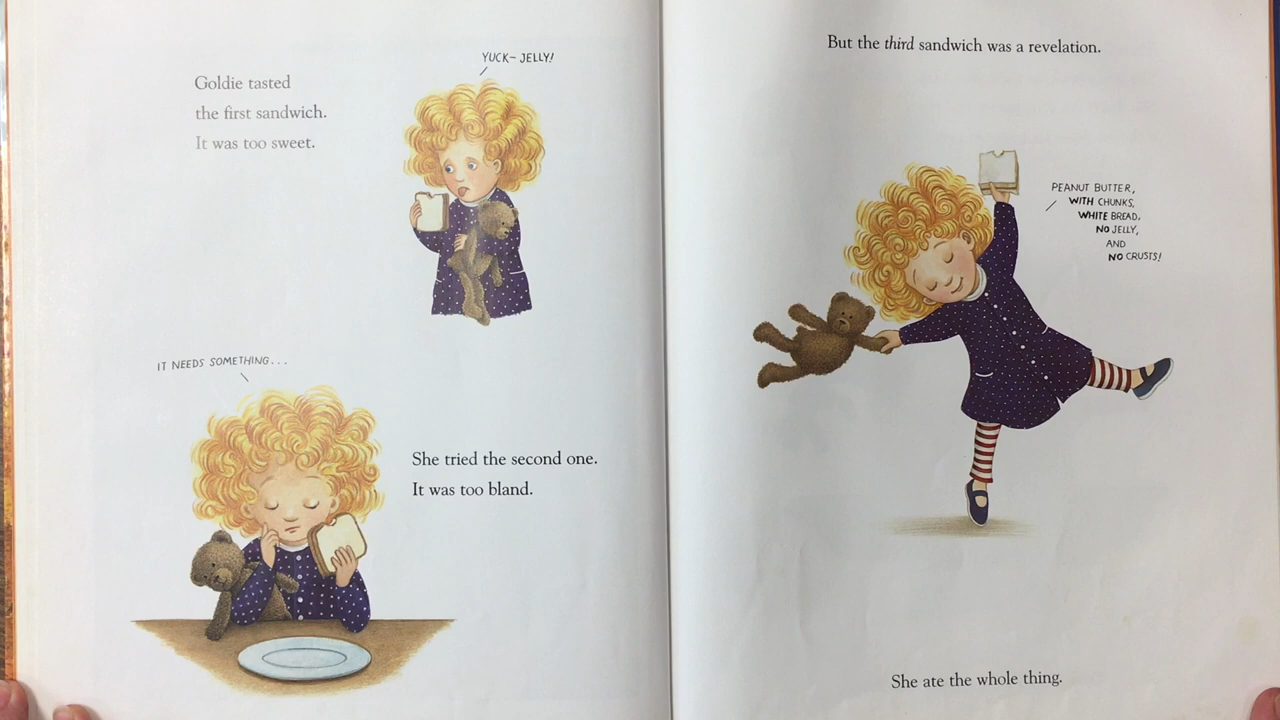 YUCK– JELLY!
Goldie tasted
the first sandwich.
It was too sweet.
IT NEEDS SOMETHING...
She tried the second one.
It was too bland.
But the third sandwich was a revelation.
PEANUT BUTTER,
WITH CHUNKS,
WHITE BREAD,
NO JELLY,
AND
NO CRUSTS!
She ate the whole thing.